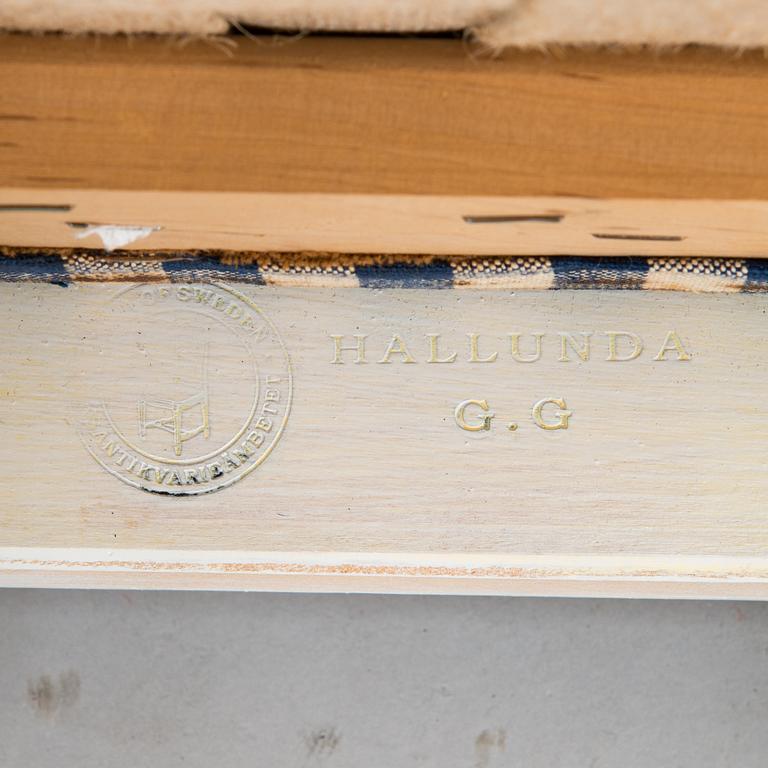 OF SWEDEN
ANTIKVARIEÄMBETET
HALLUNDA
G.G